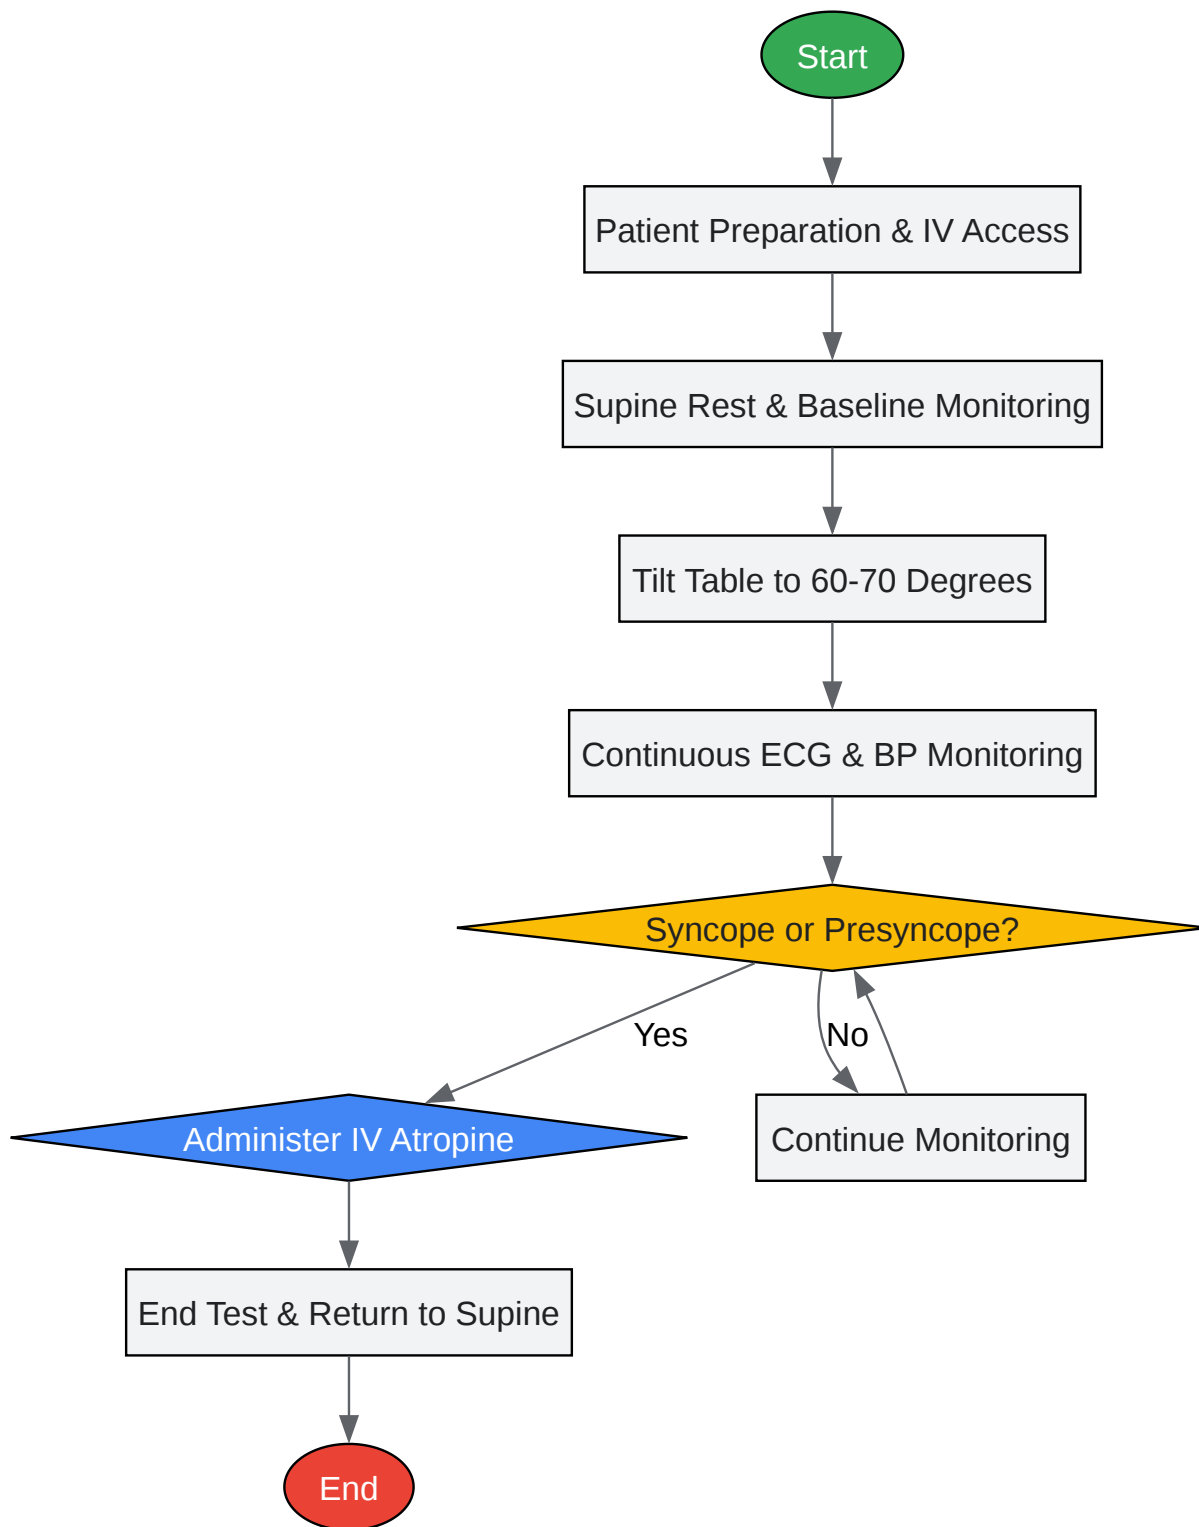 Start
Patient Preparation & IV Access
Supine Rest & Baseline Monitoring
Tilt Table to 60-70 Degrees
Continuous ECG & BP Monitoring
Syncope or Presyncope?
Yes
No
Administer IV Atropine
Continue Monitoring
End Test & Return to Supine
End